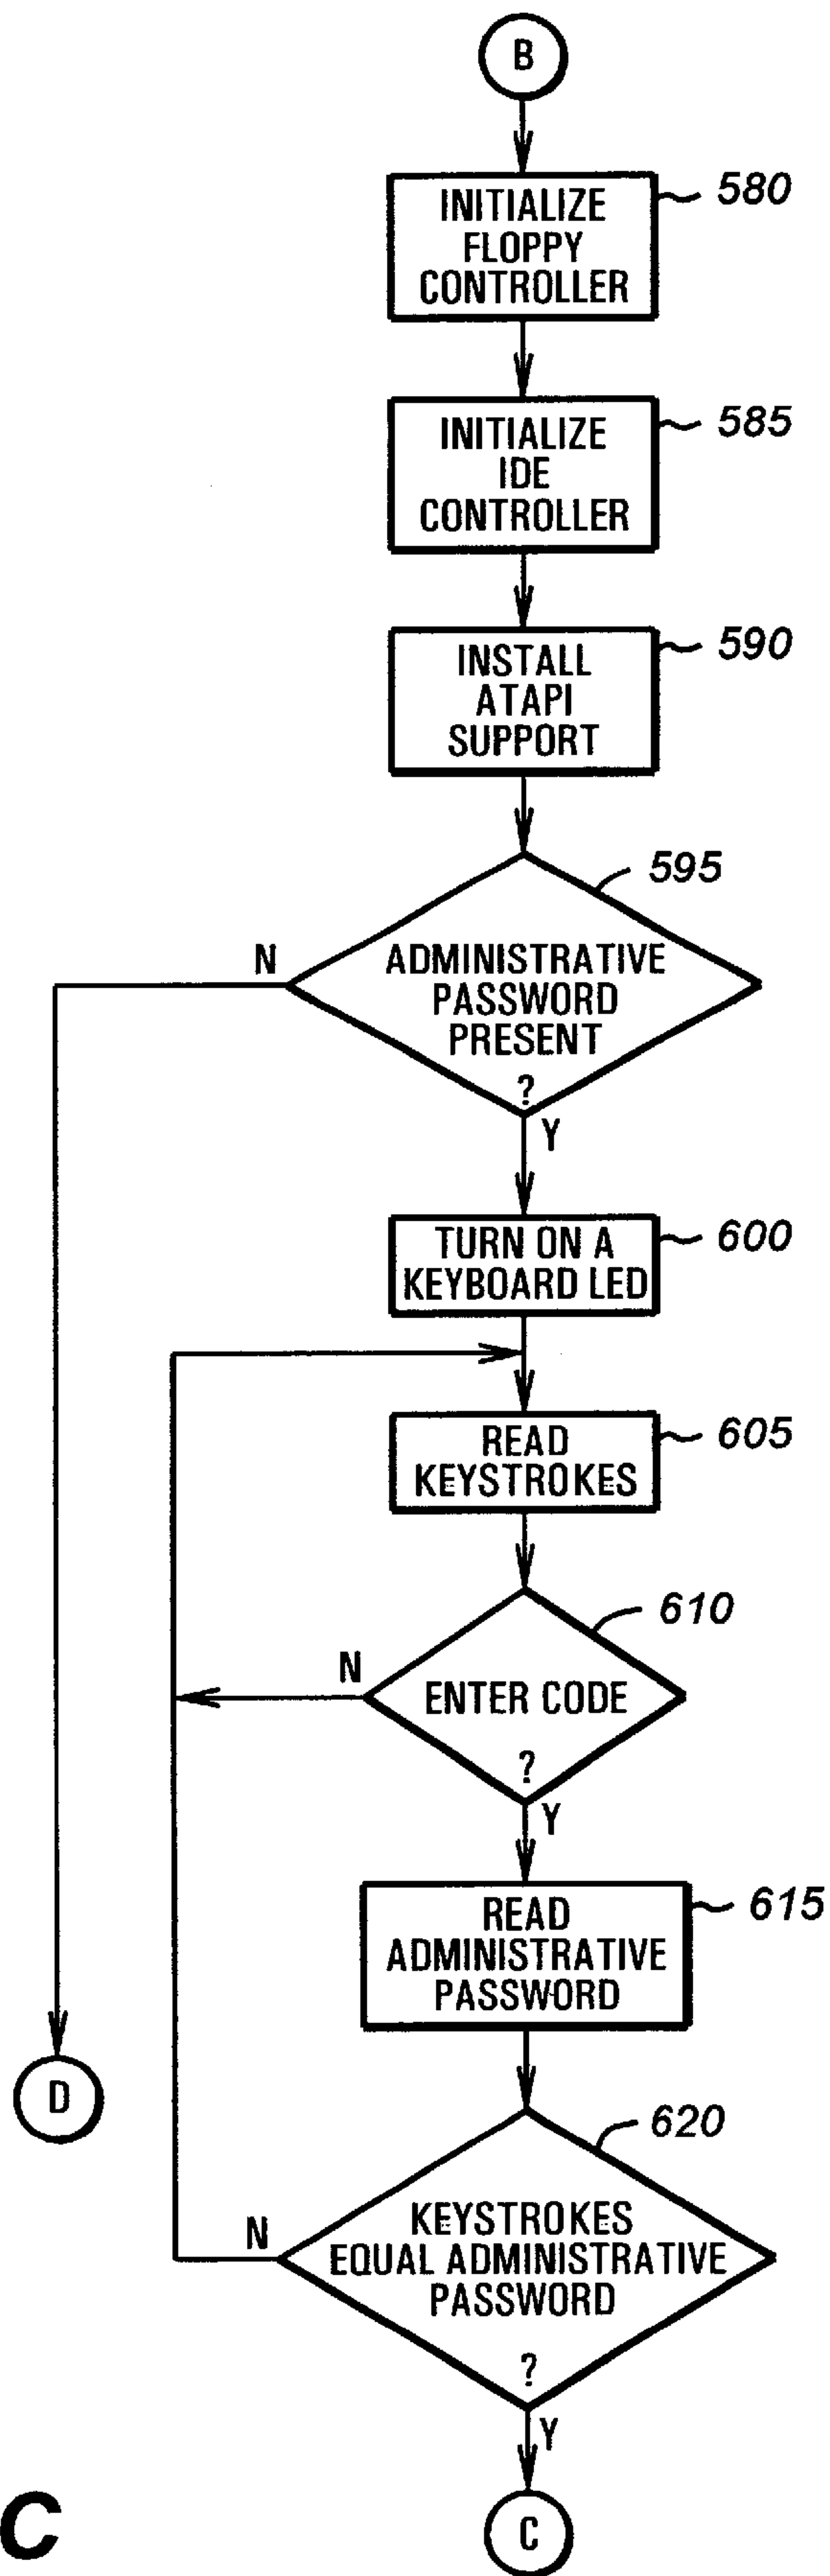 B
INITIALIZE
FLOPPY
CONTROLLER
580
INITIALIZE
IDE
CONTROLLER
585
INSTALL
ATAPI
SUPPORT
590
595
N
ADMINISTRATIVE
PASSWORD
PRESENT
?
Y
TURN ON A
KEYBOARD LED
600
READ
KEYSTROKES
605
610
N
ENTER CODE
?
Y
READ
ADMINISTRATIVE
PASSWORD
615
D
620
N
KEYSTROKES
EQUAL ADMINISTRATIVE
PASSWORD
?
Y
C
C